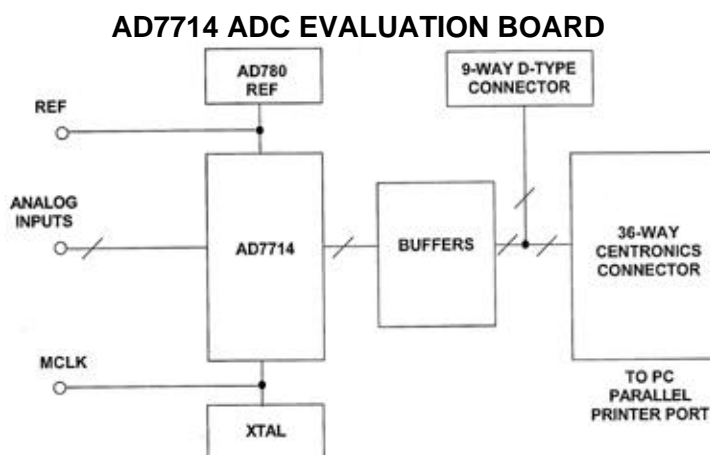 AD7714 ADC EVALUATION BOARD
AD780
REF
9-WAY D-TYPE
CONNECTOR
REF
ANALOG
INPUTS
AD7714
BUFFERS
36-WAY
CENTRONICS
CONNECTOR
MCLK
XTAL
TO PC
PARALLEL
PRINTER PORT